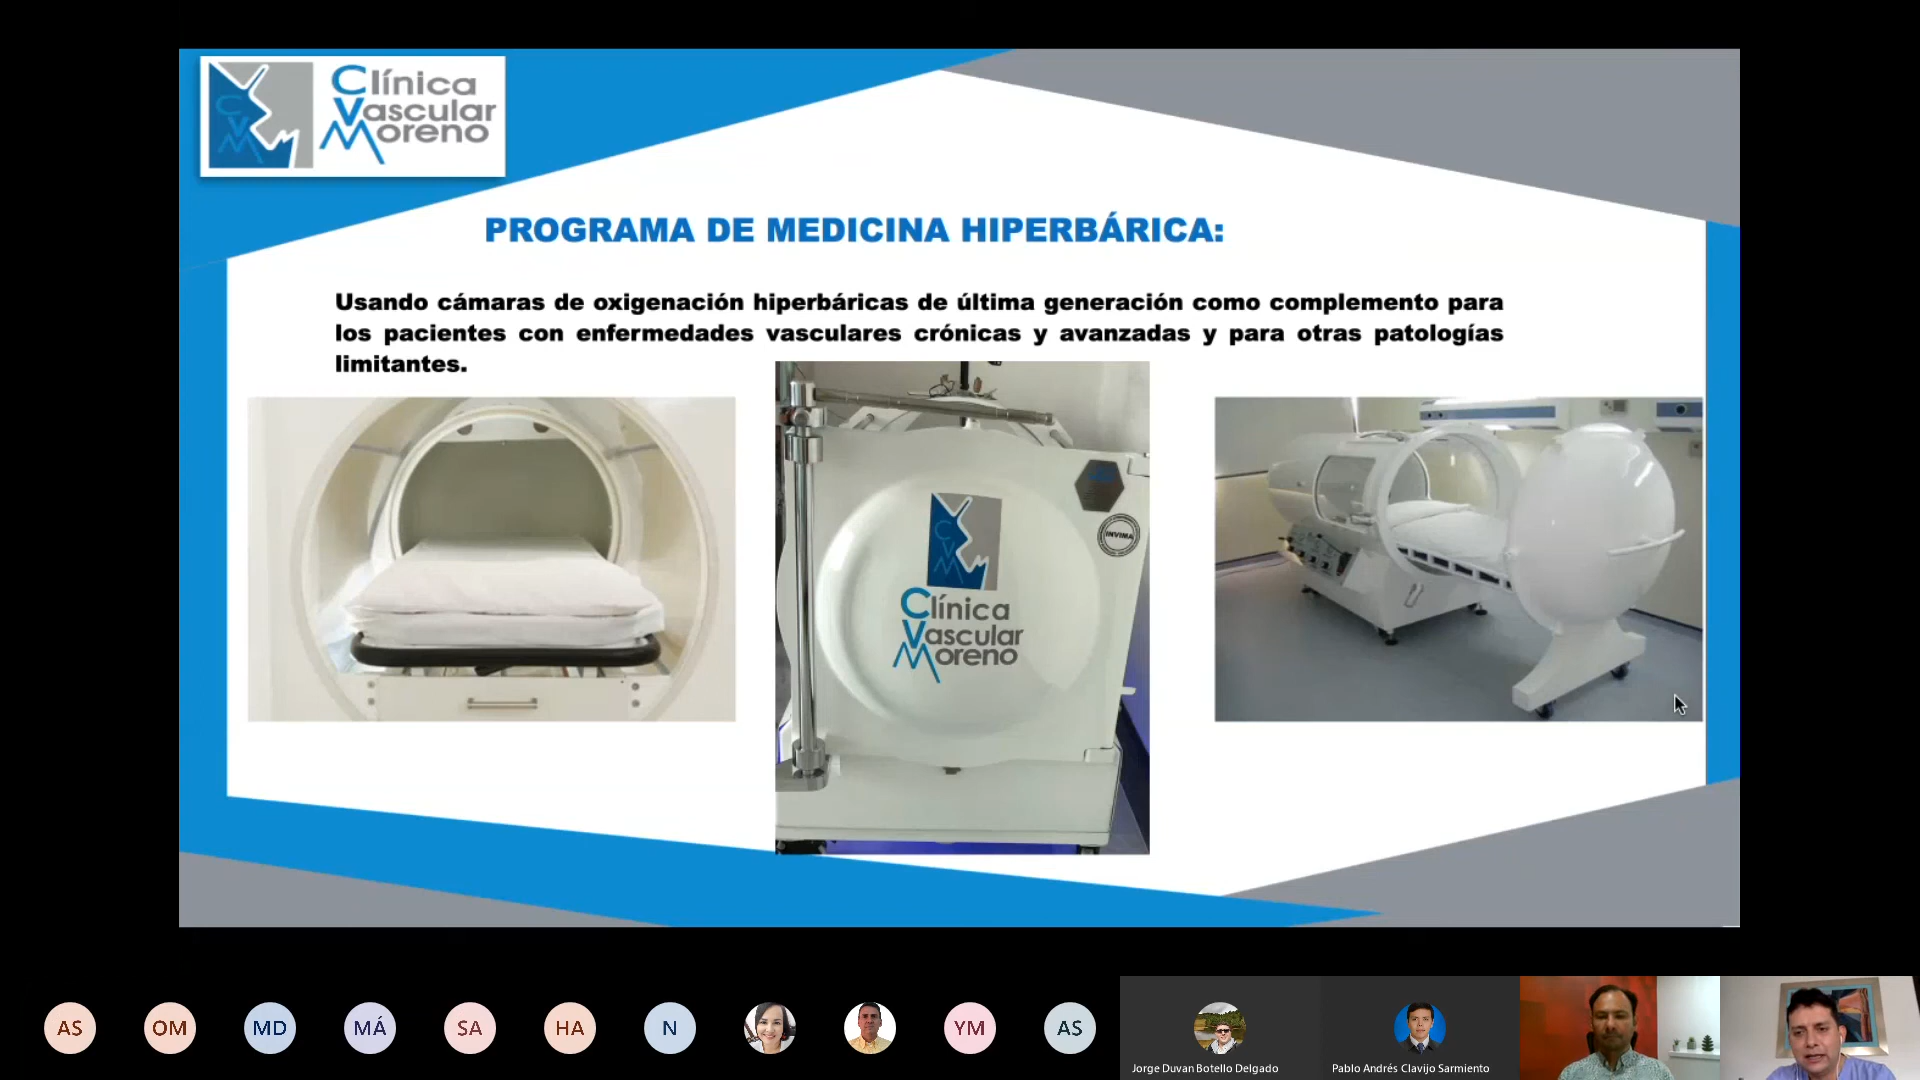 Clínica
Vascular
Moreno
CVM
PROGRAMA DE MEDICINA HIPERBÁRICA:
Usando cámaras de oxigenación hiperbáricas de última generación como complemento para
los pacientes con enfermedades vasculares crónicas y avanzadas y para otras patologías
limitantes.
INVIMA
CVM
Clínica
Vascular
Moreno
AS
OM
MD
MÁ
SA
HA
N
YM
AS
Jorge Duvan Botello Delgado
Pablo Andrés Clavijo Sarmiento